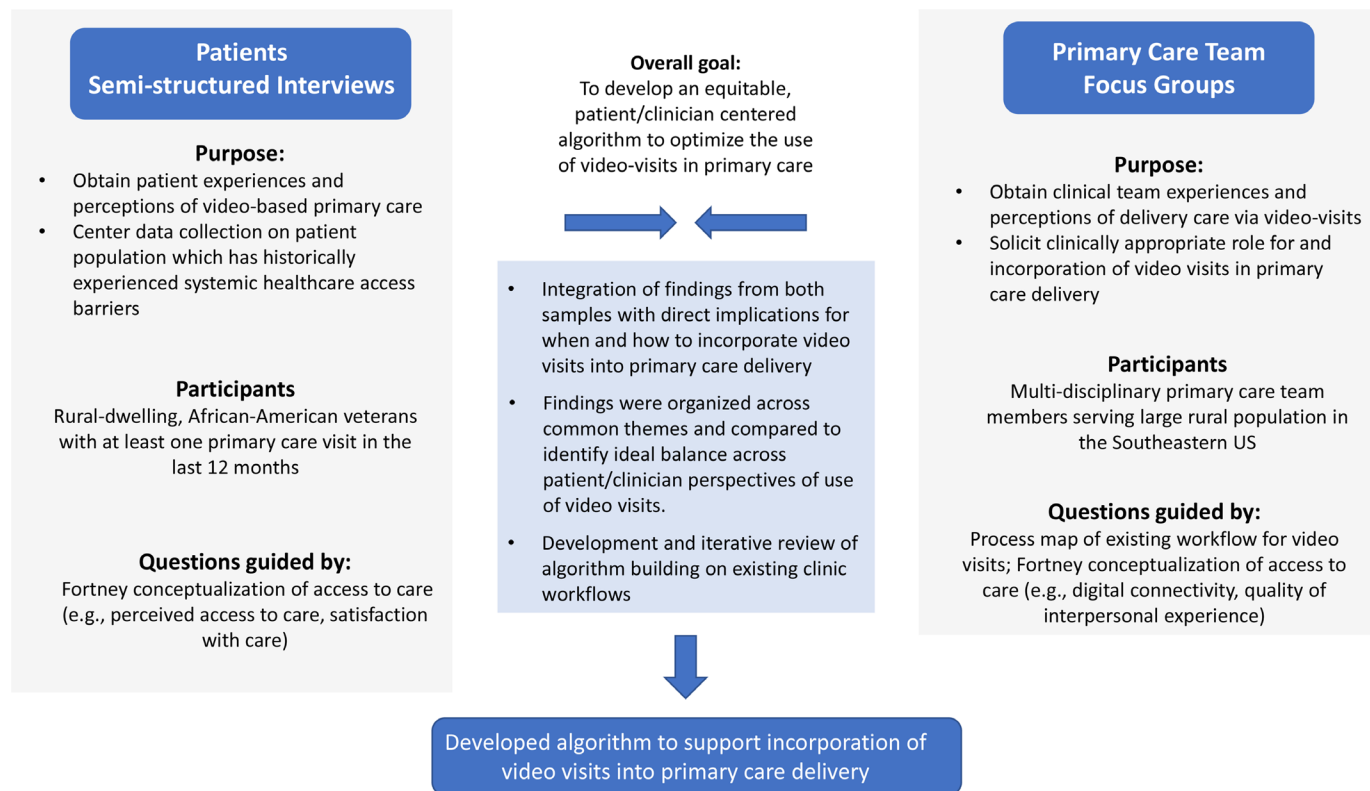 Patients
Semi-structured Interviews
Purpose:
• Obtain patient experiences and
perceptions of video-based primary care
• Center data collection on patient
population which has historically
experienced systemic healthcare access
barriers
Participants
Rural-dwelling, African-American veterans
with at least one primary care visit in the
last 12 months
Questions guided by:
Fortney conceptualization of access to care
(e.g., perceived access to care, satisfaction
with care)
Overall goal:
To develop an equitable,
patient/clinician centered
algorithm to optimize the use
of video-visits in primary care
• Integration of findings from both
samples with direct implications for
when and how to incorporate video
visits into primary care delivery
• Findings were organized across
common themes and compared to
identify ideal balance across
patient/clinician perspectives of use
of video visits.
• Development and iterative review of
algorithm building on existing clinic
workflows
Primary Care Team
Focus Groups
Purpose:
• Obtain clinical team experiences and
perceptions of delivery care via video-visits
• Solicit clinically appropriate role for and
incorporation of video visits in primary
care delivery
Participants
Multi-disciplinary primary care team
members serving large rural population in
the Southeastern US
Questions guided by:
Process map of existing workflow for video
visits; Fortney conceptualization of access to
care (e.g., digital connectivity, quality of
interpersonal experience)
Developed algorithm to support incorporation of
video visits into primary care delivery